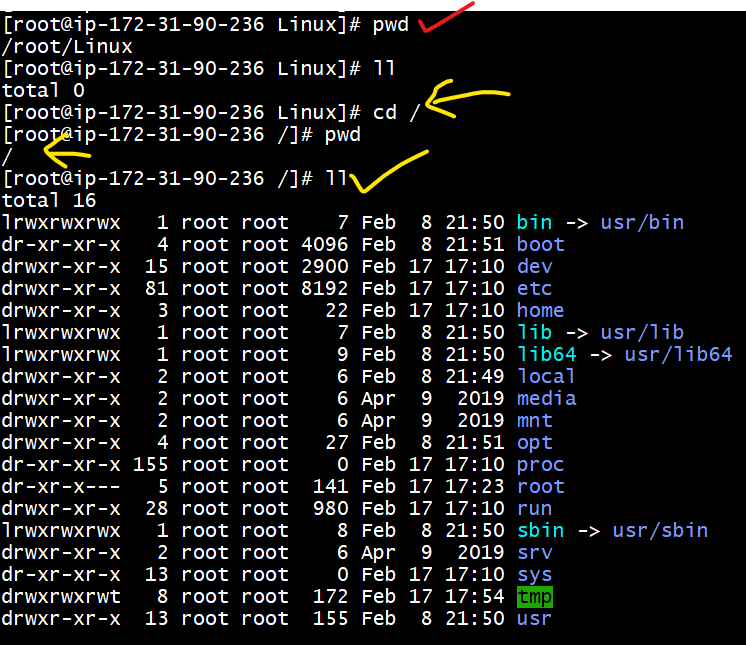 [root@ip-172-31-90-236 Linux]# pwd
/root/Linux
[root@ip-172-31-90-236 Linux]# ll
total 0
[root@ip-172-31-90-236 Linux]# cd /
[root@ip-172-31-90-236 /]# pwd
/
[root@ip-172-31-90-236 /]# ll
total 16
lrwxrwxrwx   1 root root    7 Feb  8 21:50 bin -> usr/bin
dr-xr-xr-x   4 root root 4096 Feb  8 21:51 boot
drwxr-xr-x  15 root root 2900 Feb 17 17:10 dev
drwxr-xr-x  81 root root 8192 Feb 17 17:10 etc
drwxr-xr-x   3 root root   22 Feb 17 17:10 home
lrwxrwxrwx   1 root root    7 Feb  8 21:50 lib -> usr/lib
lrwxrwxrwx   1 root root    9 Feb  8 21:50 lib64 -> usr/lib64
drwxr-xr-x   2 root root    6 Feb  8 21:49 local
drwxr-xr-x   2 root root    6 Apr  9  2019 media
drwxr-xr-x   2 root root    6 Apr  9  2019 mnt
drwxr-xr-x   4 root root   27 Feb  8 21:51 opt
dr-xr-xr-x 155 root root    0 Feb 17 17:10 proc
dr-xr-x---   5 root root  141 Feb 17 17:23 root
drwxr-xr-x  28 root root  980 Feb 17 17:10 run
lrwxrwxrwx   1 root root    8 Feb  8 21:50 sbin -> usr/sbin
drwxr-xr-x   2 root root    6 Apr  9  2019 srv
dr-xr-xr-x  13 root root    0 Feb 17 17:10 sys
drwxrwxrwt   8 root root  172 Feb 17 17:54 tmp
drwxr-xr-x  13 root root  155 Feb  8 21:50 usr